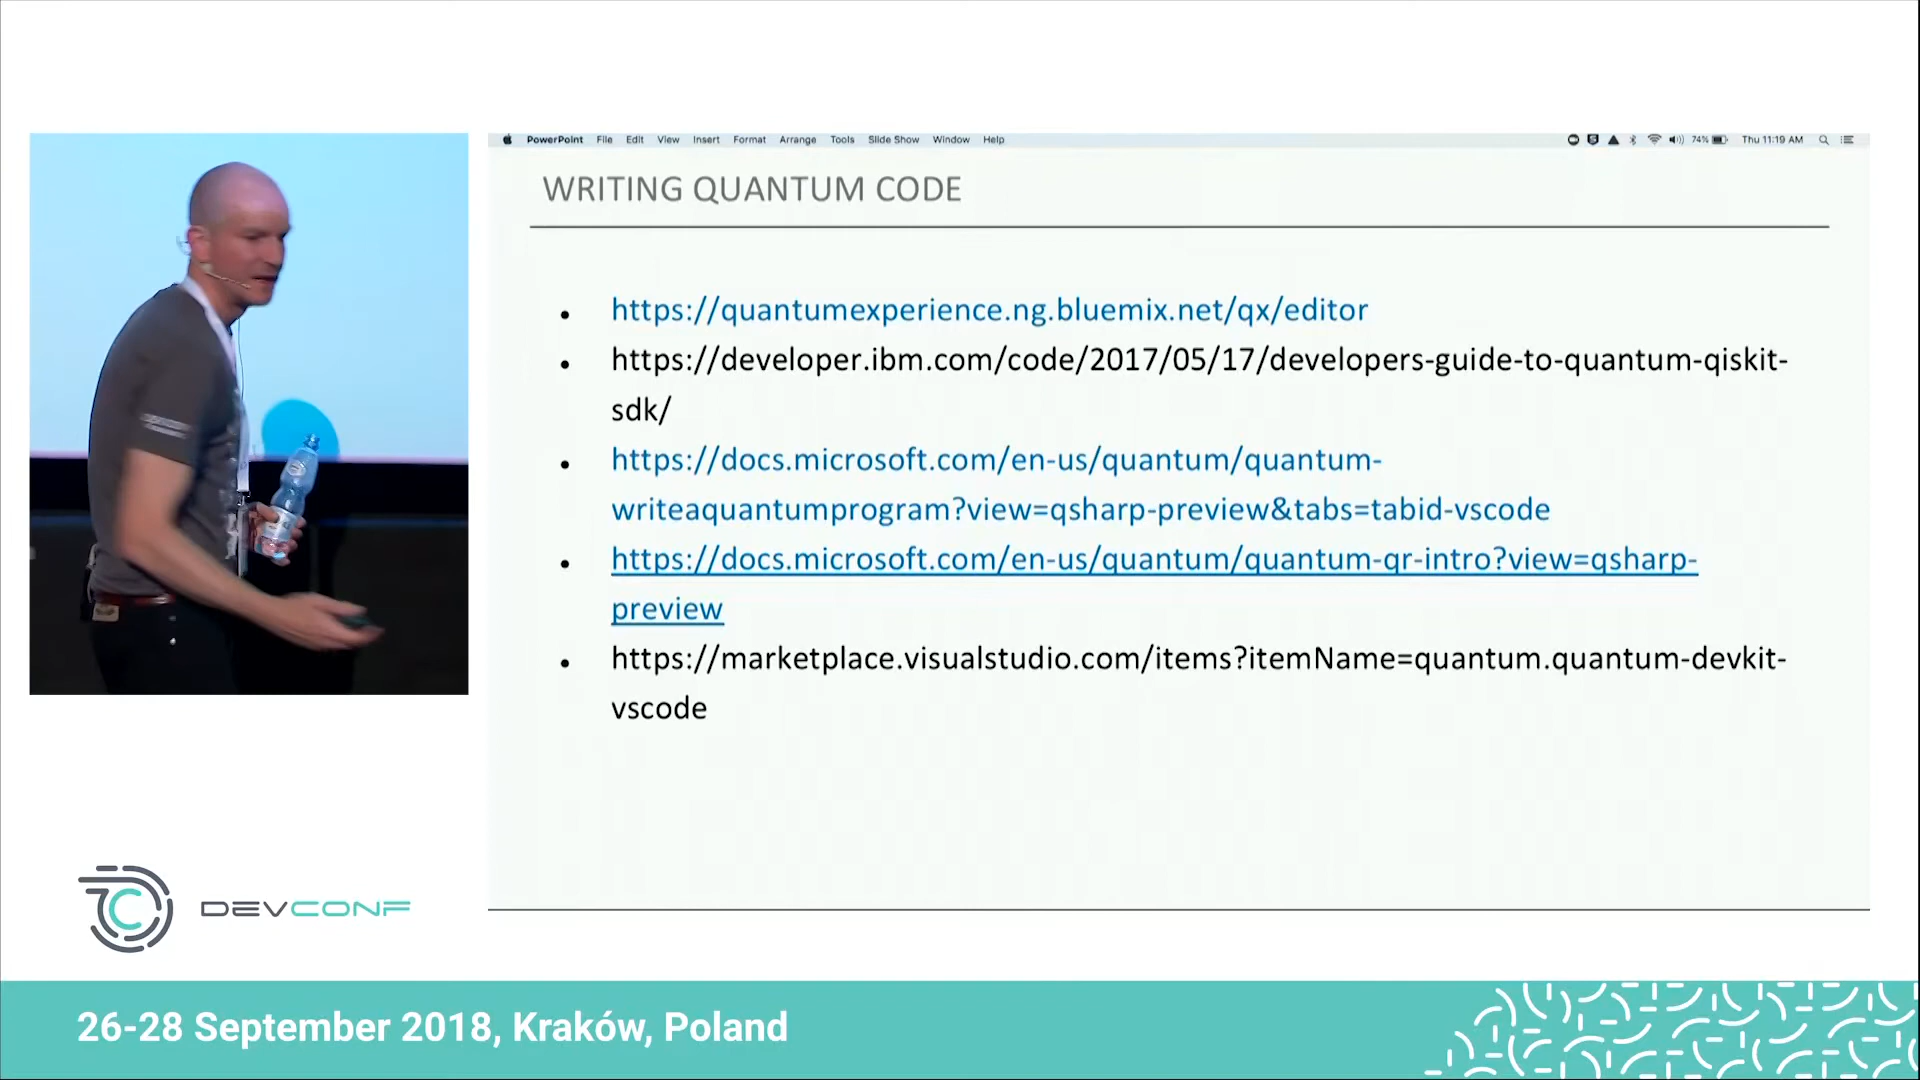 PowerPoint File Edit View Insert Format Arrange Tools Slide Show Window Help 74% Thu 11:19 AM
WRITING QUANTUM CODE
• https://quantumexperience.ng.bluemix.net/qx/editor
• https://developer.ibm.com/code/2017/05/17/developers-guide-to-quantum-qiskit-
sdk/
• https://docs.microsoft.com/en-us/quantum/quantum-
writeaquantumprogram?view=qsharp-preview&tabs=tabid-vscode
• https://docs.microsoft.com/en-us/quantum/quantum-qr-intro?view=qsharp-
preview
• https://marketplace.visualstudio.com/items?itemName=quantum.quantum-devkit-
vscode
DEVCONF
26-28 September 2018, Kraków, Poland